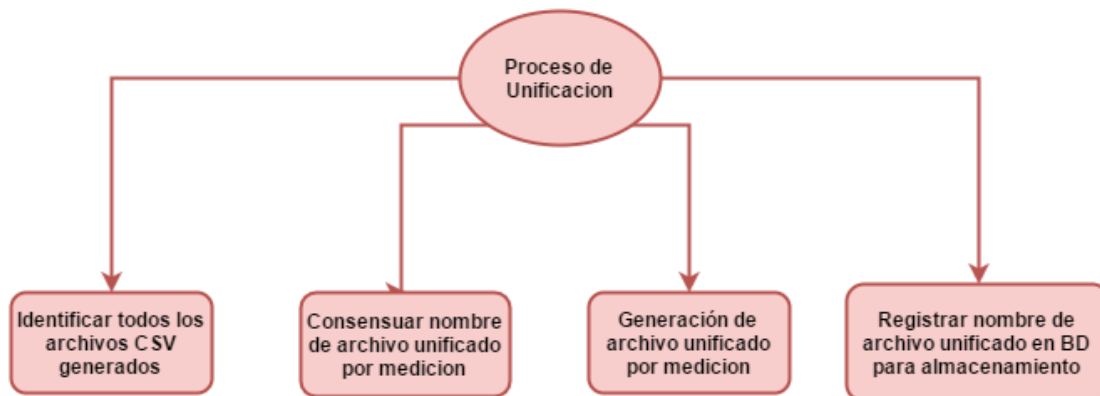 Proceso de
Unificacion
Identificar todos los
archivos CSV
generados
Consensuar nombre
de archivo unificado
por medicion
Generación de
archivo unificado
por medicion
Registrar nombre de
archivo unificado en BD
para almacenamiento